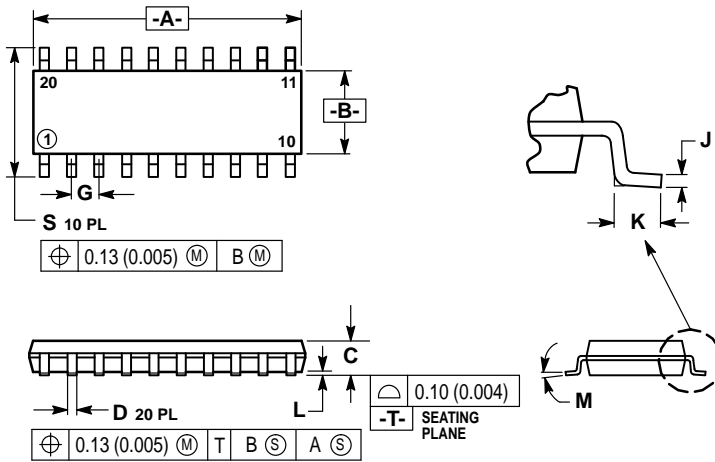 -A-
20
11
-B-
1
10
G
S 10 PL
⌖ 0.13 (0.005) Ⓜ B Ⓜ
J
K
C
L
D 20 PL
⌓ 0.10 (0.004)
-T- SEATING
PLANE
M
⌖ 0.13 (0.005) Ⓜ T B Ⓢ A Ⓢ